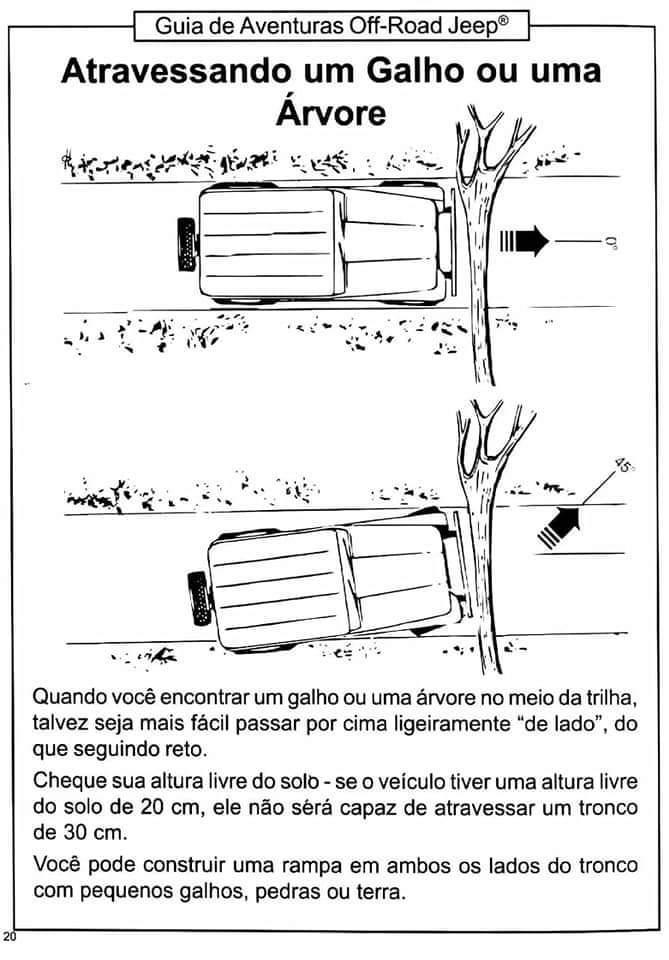 Guia de Aventuras Off-Road Jeep®
Atravessando um Galho ou uma
Árvore
0°
45°
Quando você encontrar um galho ou uma árvore no meio da trilha,
talvez seja mais fácil passar por cima ligeiramente “de lado”, do
que seguindo reto.
Cheque sua altura livre do solo - se o veículo tiver uma altura livre
do solo de 20 cm, ele não sérá capaz de atravessar um tronco
de 30 cm.
Você pode construir uma rampa em ambos os lados do tronco
com pequenos galhos, pedras ou terra.
20